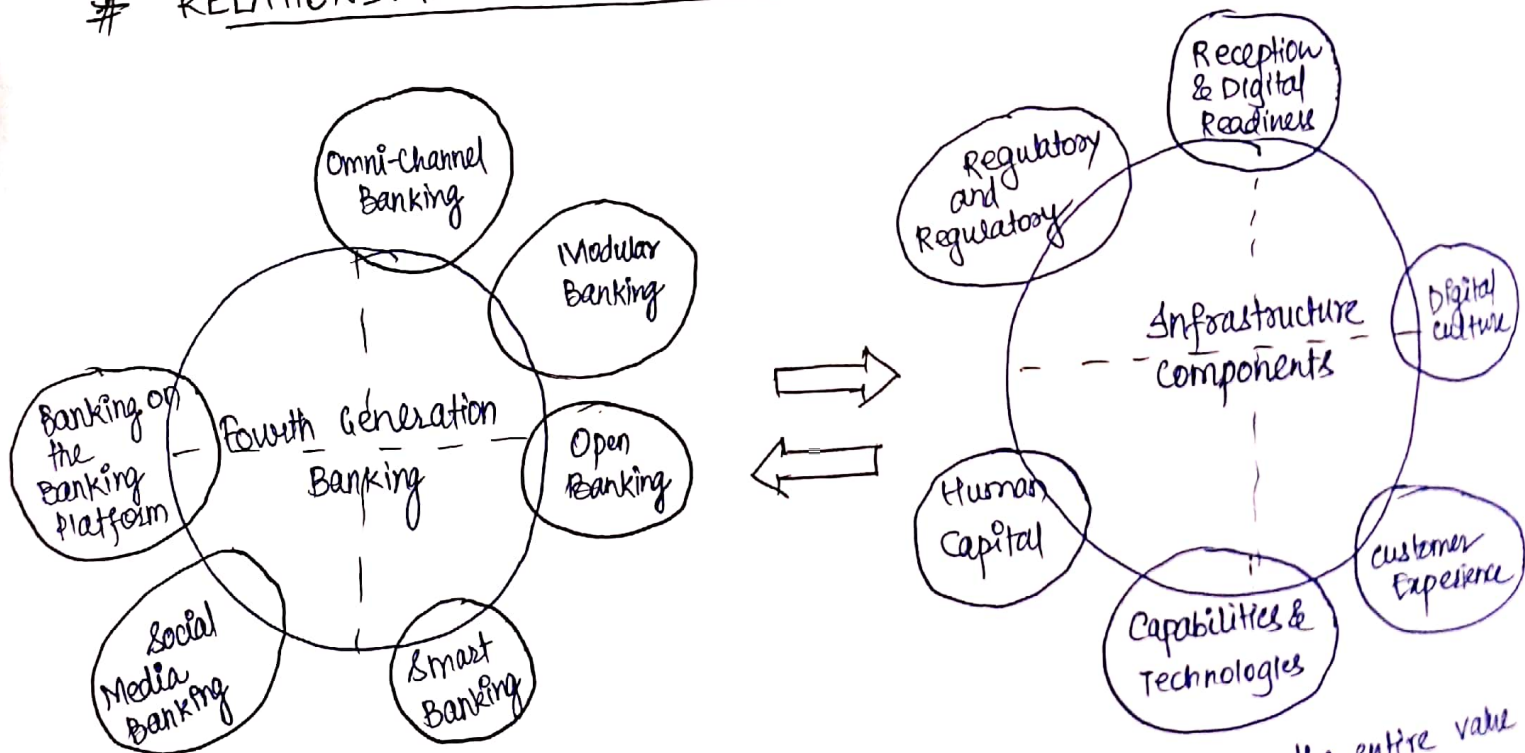 #
Omni-Channel
Banking
Modular
Banking
Open
Banking
Smart
Banking
Social
Media
Banking
Banking on
the
Banking
Platform
Fourth Generation
Banking
Reception
& Digital
Readiness
Digital
culture
customer
Experience
Capabilities &
Technologies
Human
Capital
Regulatory
and
Regulatory
Infrastructure
components
entire value